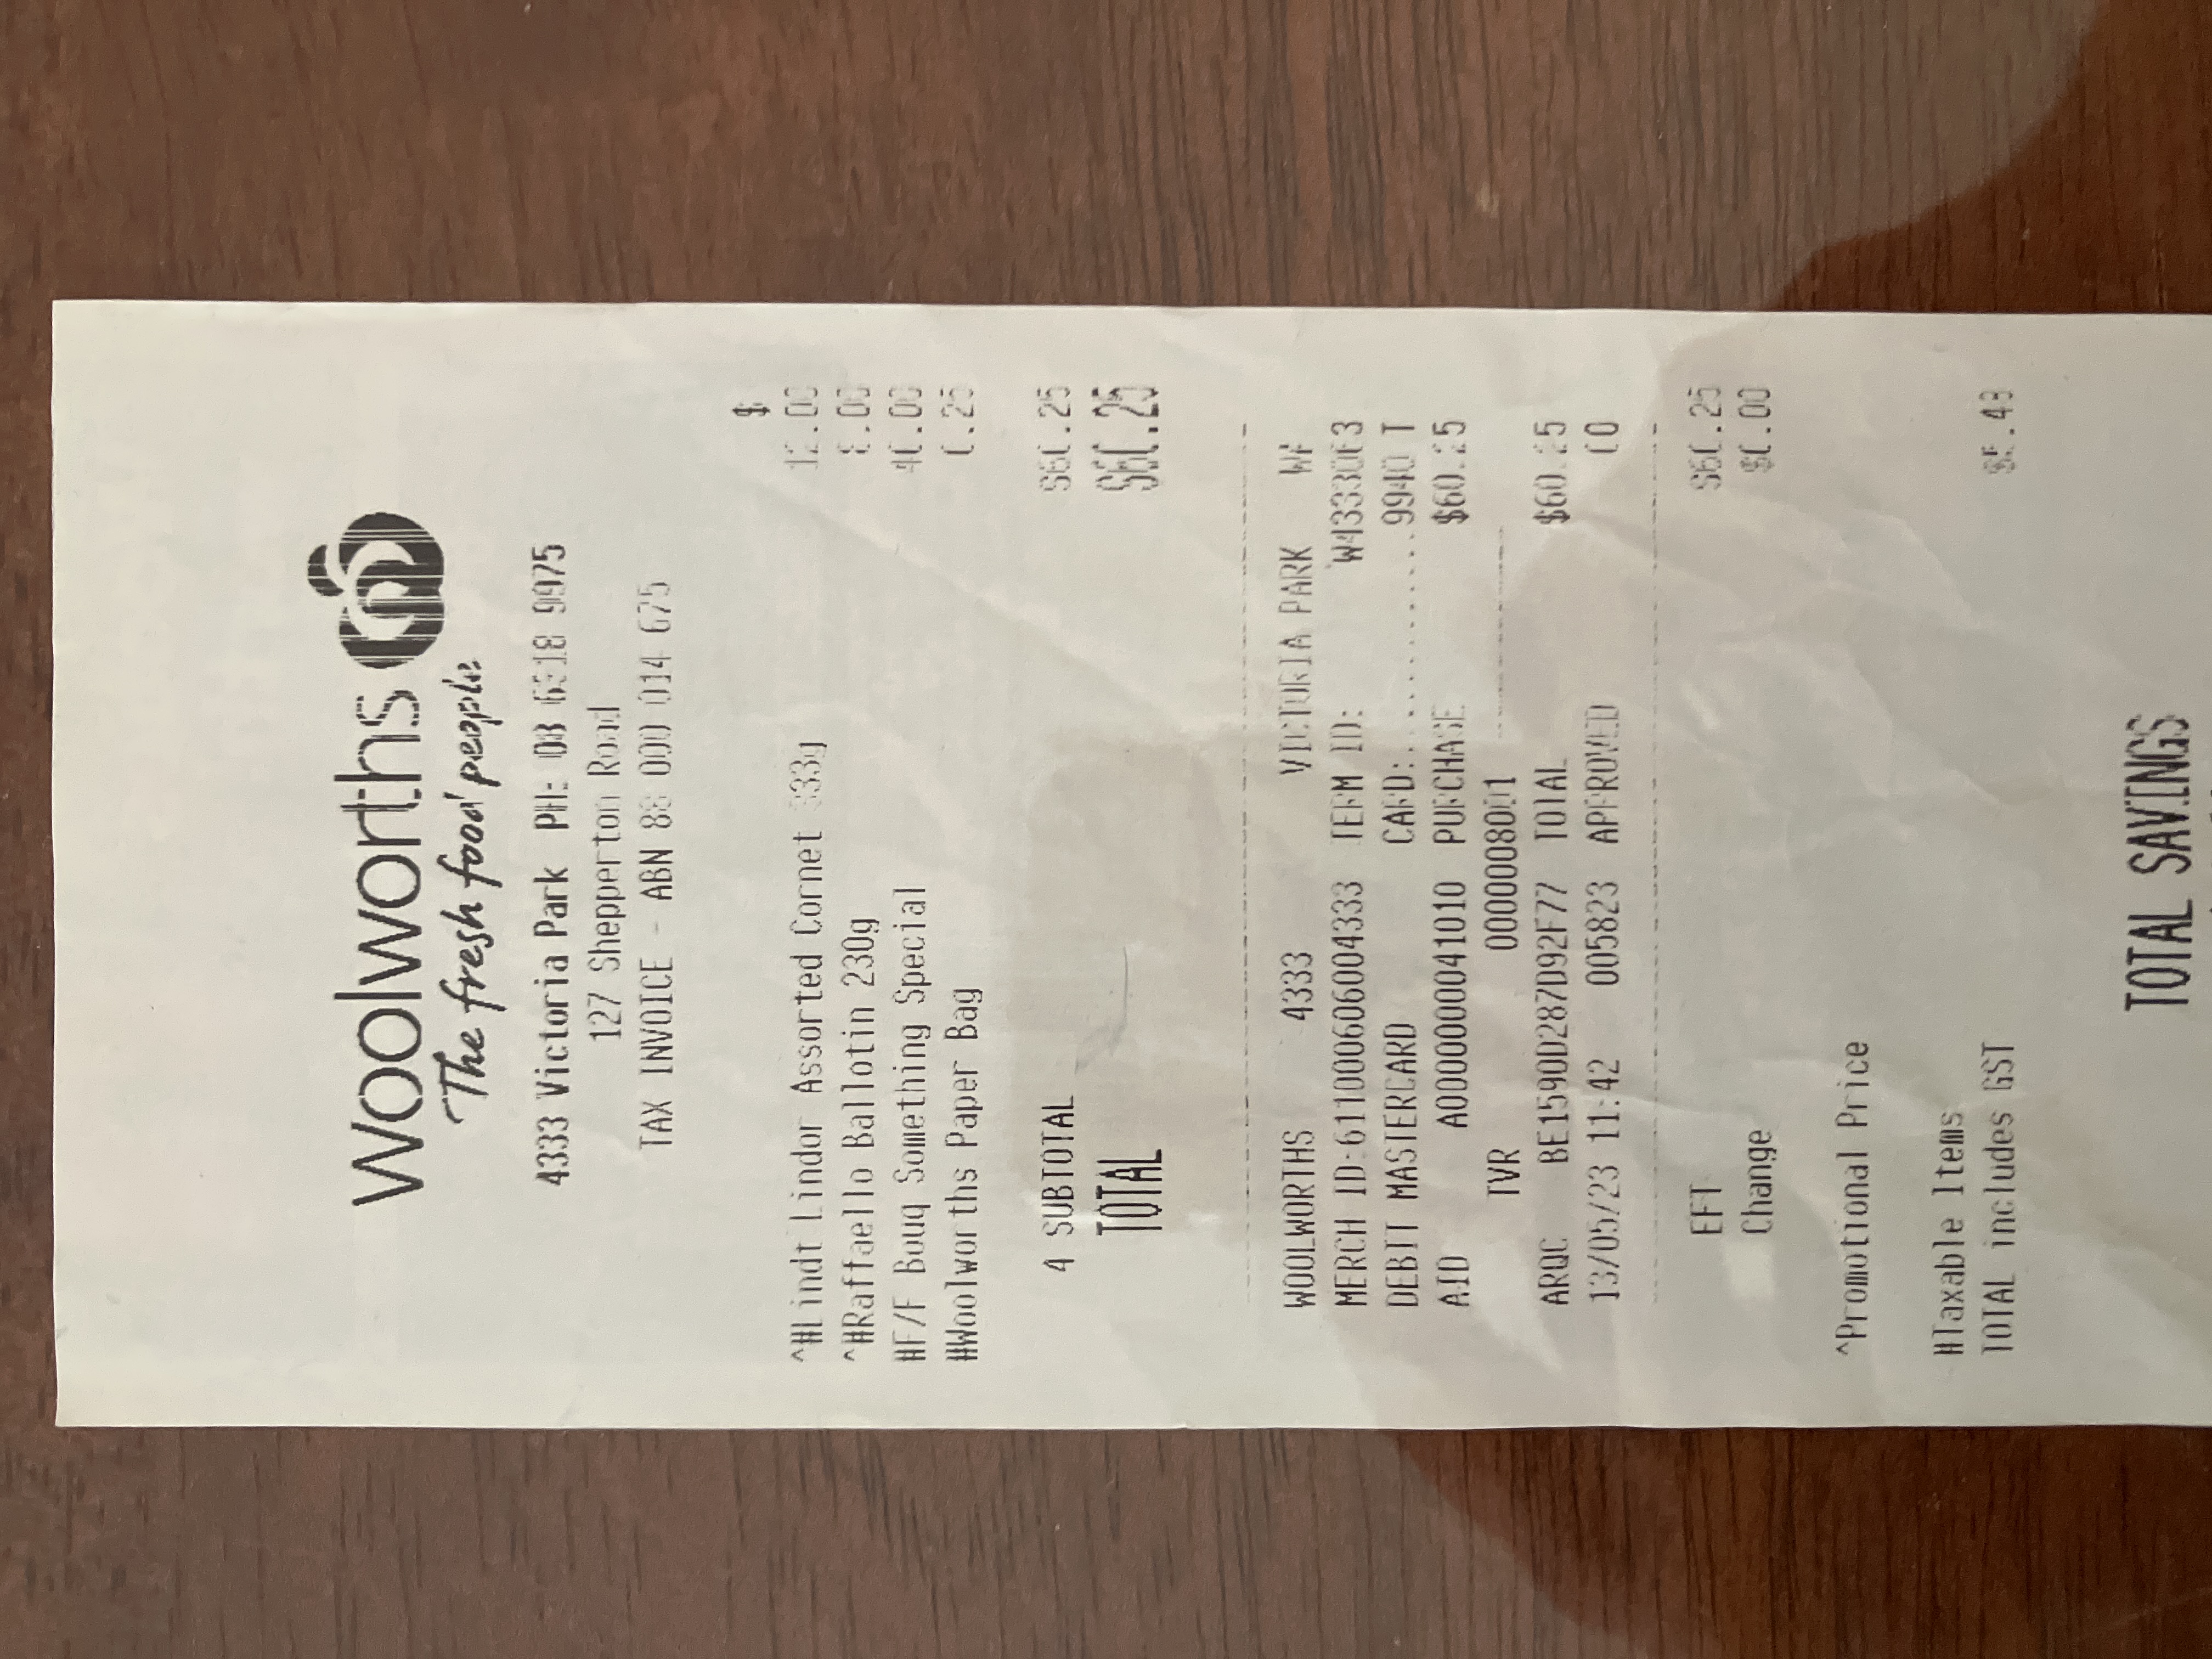 Woolworths
The fresh food people
4333 Victoria Park PH: 08 6318 9975
127 Shepperton Road
TAX INVOICE - ABN 88 000 014 675
$
^#Lindt Lindor Assorted Cornet 333g 12.00
^#Raffaello Ballotin 230g 8.00
#F/F Bouq Something Special 40.00
#Woolworths Paper Bag 0.25
4 SUBTOTAL $60.25
TOTAL $60.25
WOOLWORTHS 4333 VICTORIA PARK WA
MERCH ID:611000606004333 TERM ID: W4333063
DEBIT MASTERCARD CARD:.............9940 T
AID A0000000041010 PURCHASE $60.25
TVR 0000008001
ARQC BE1590D287D92F77 TOTAL $60.25
13/05/23 11:42 005823 APPROVED 00
EFT $60.25
Change $0.00
^Promotional Price
#Taxable Items
TOTAL includes GST $5.48
TOTAL SAVINGS